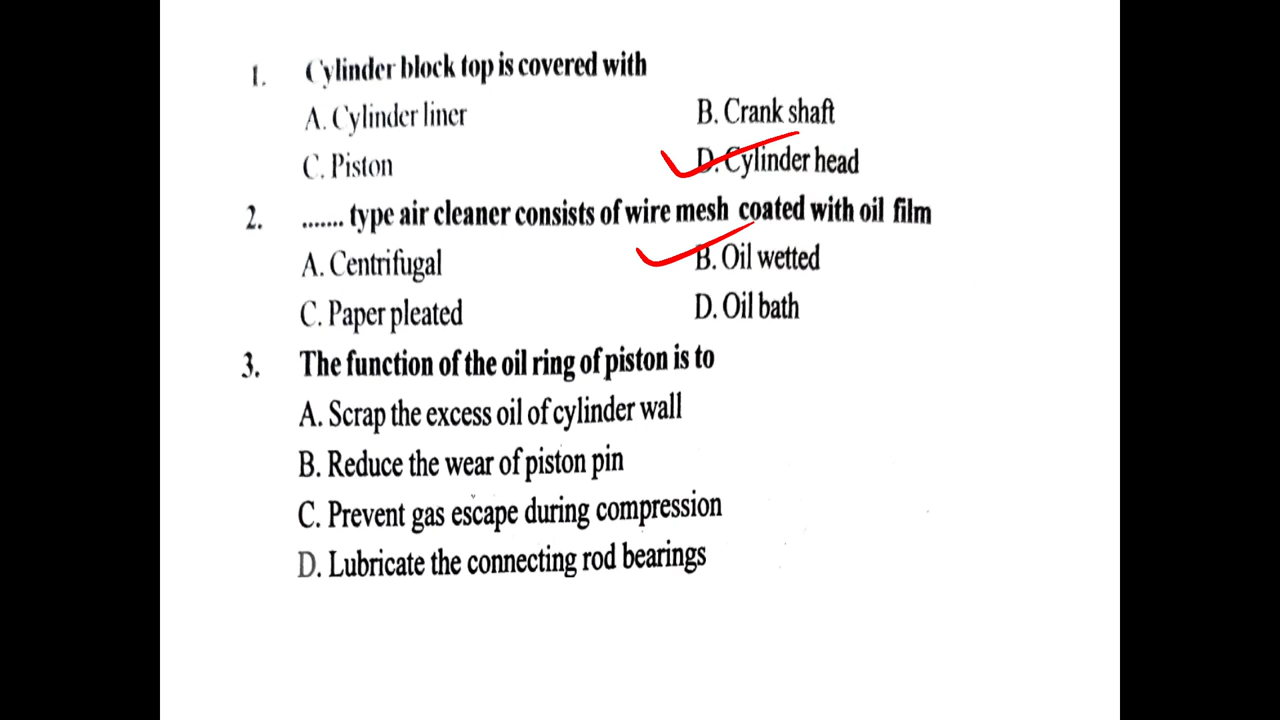 1. Cylinder block top is covered with
A. Cylinder liner B. Crank shaft
C. Piston D. Cylinder head
2. ....... type air cleaner consists of wire mesh coated with oil film
A. Centrifugal B. Oil wetted
C. Paper pleated D. Oil bath
3. The function of the oil ring of piston is to
A. Scrap the excess oil of cylinder wall
B. Reduce the wear of piston pin
C. Prevent gas escape during compression
D. Lubricate the connecting rod bearings